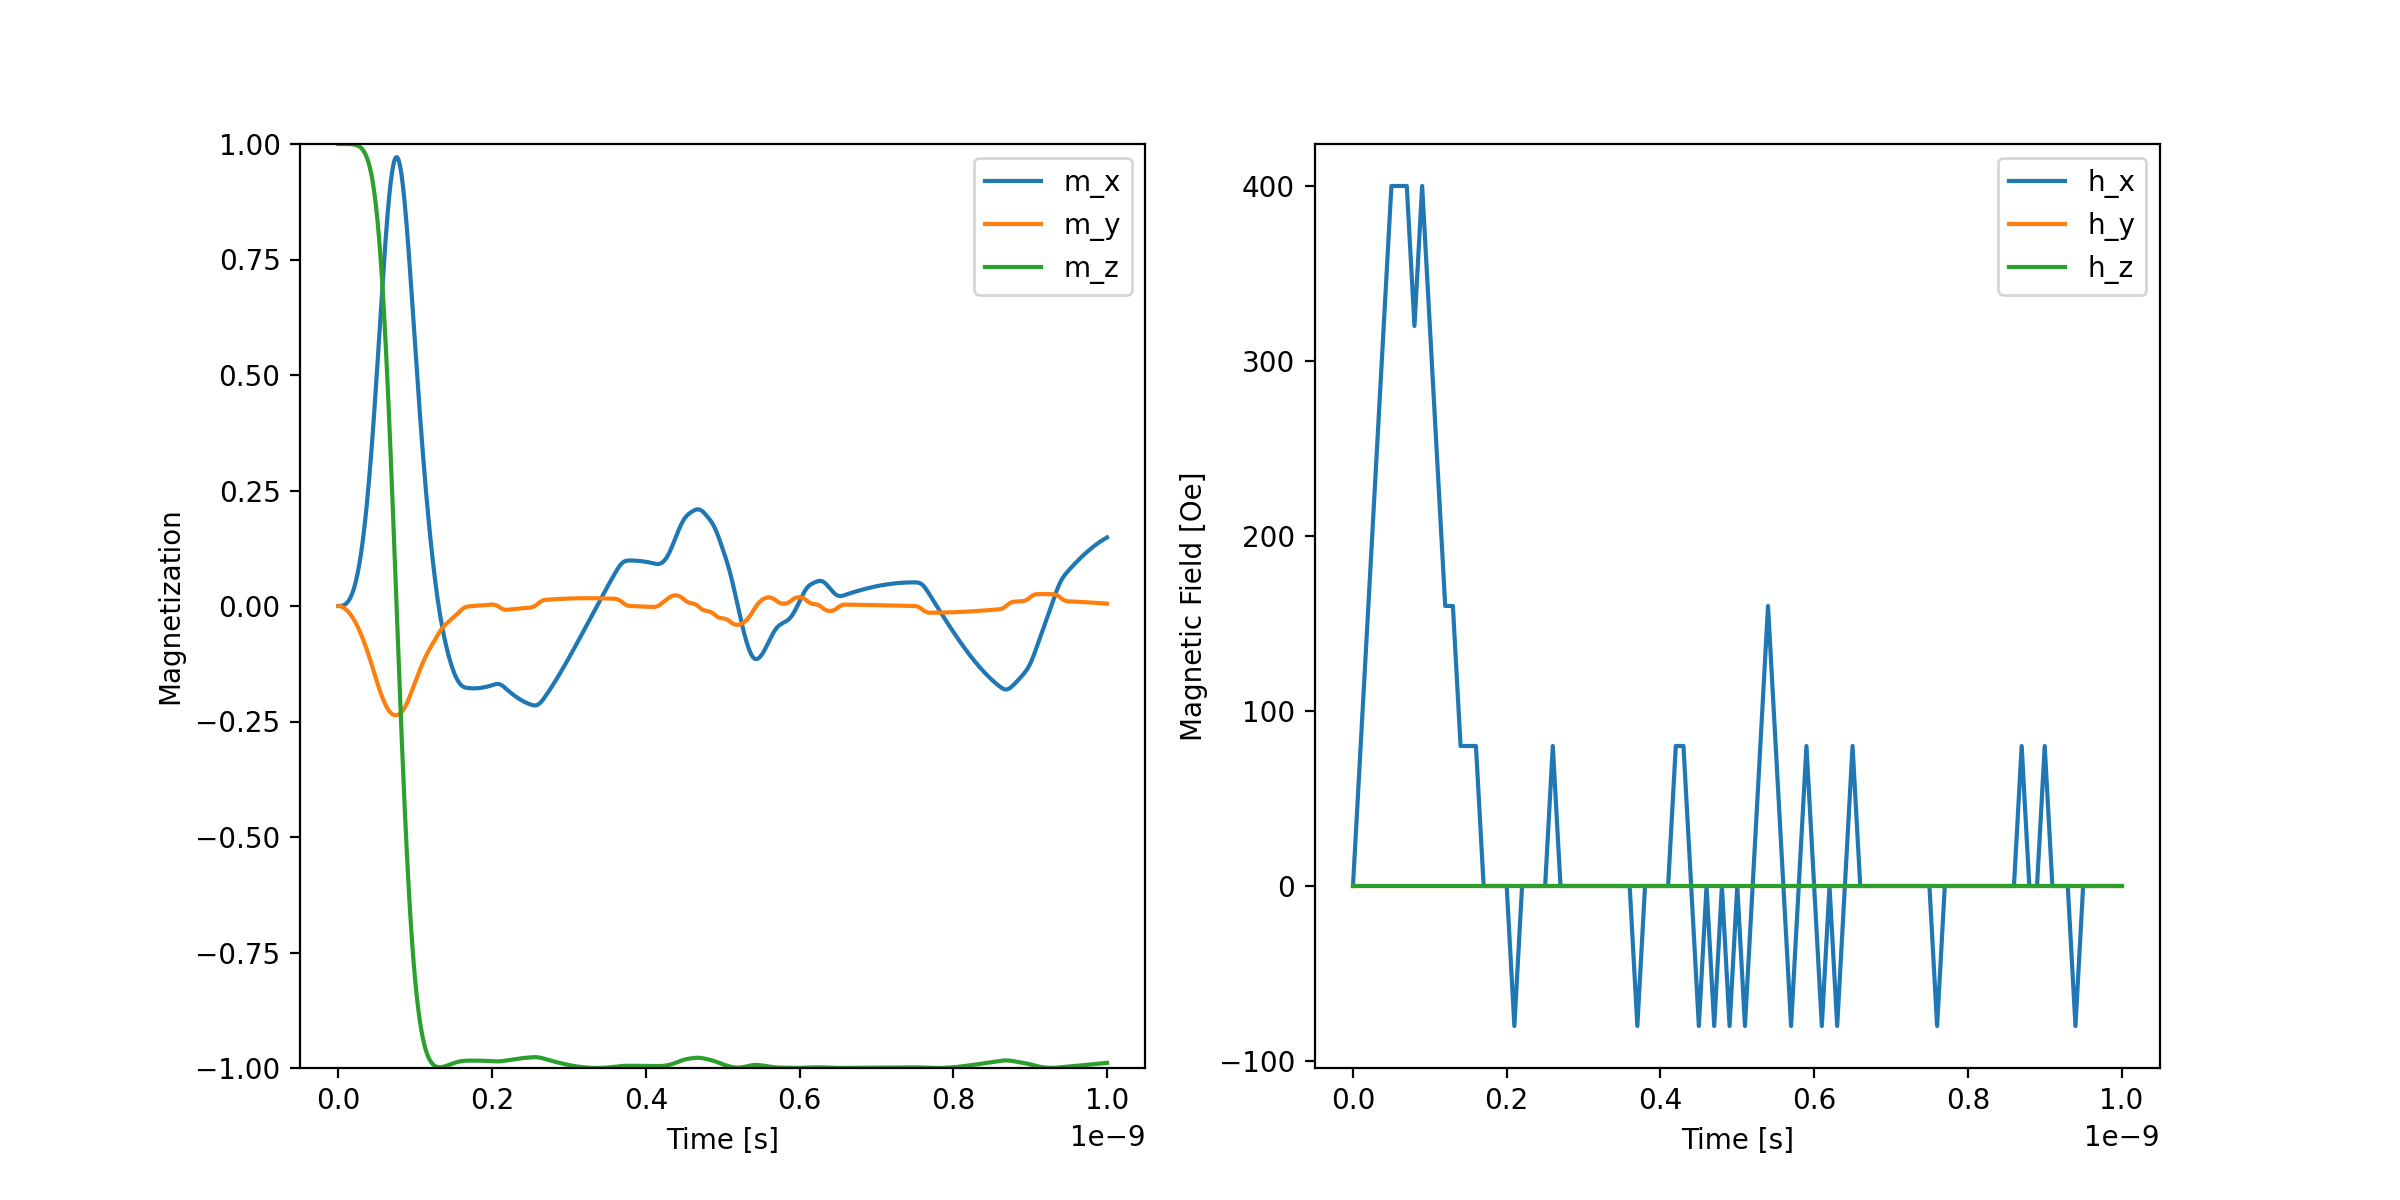 1.00
0.75
0.50
0.25
0.00
−0.25
−0.50
−0.75
−1.00
Magnetization
0.0 0.2 0.4 0.6 0.8 1.0
1e−9
Time [s]
m_x
m_y
m_z
400
300
200
100
0
−100
Magnetic Field [Oe]
0.0 0.2 0.4 0.6 0.8 1.0
1e−9
Time [s]
h_x
h_y
h_z